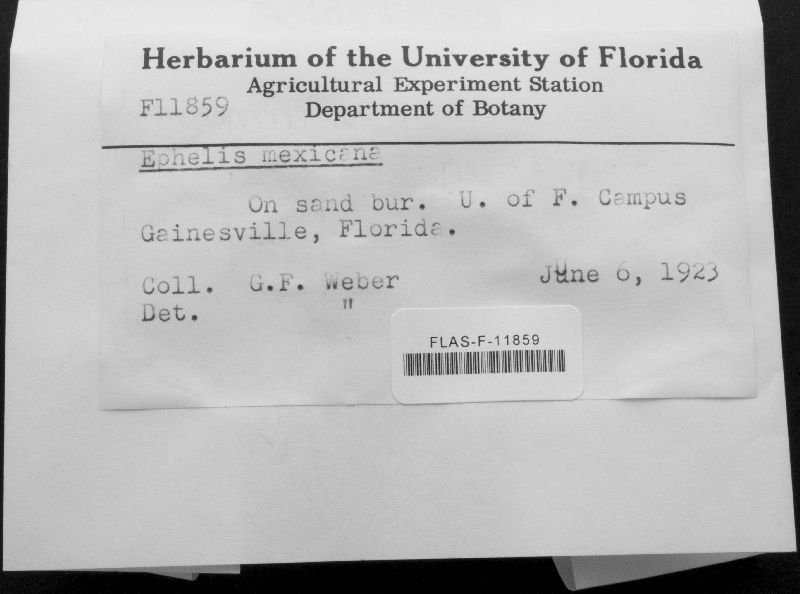 Herbarium of the University of Florida
Agricultural Experiment Station
F11859 Department of Botany
Ephelis mexicana
On sand bur. U. of F. Campus
Gainesville, Florida.
Coll. G.F. Weber June 6, 1923
Det. "
FLAS-F-11859